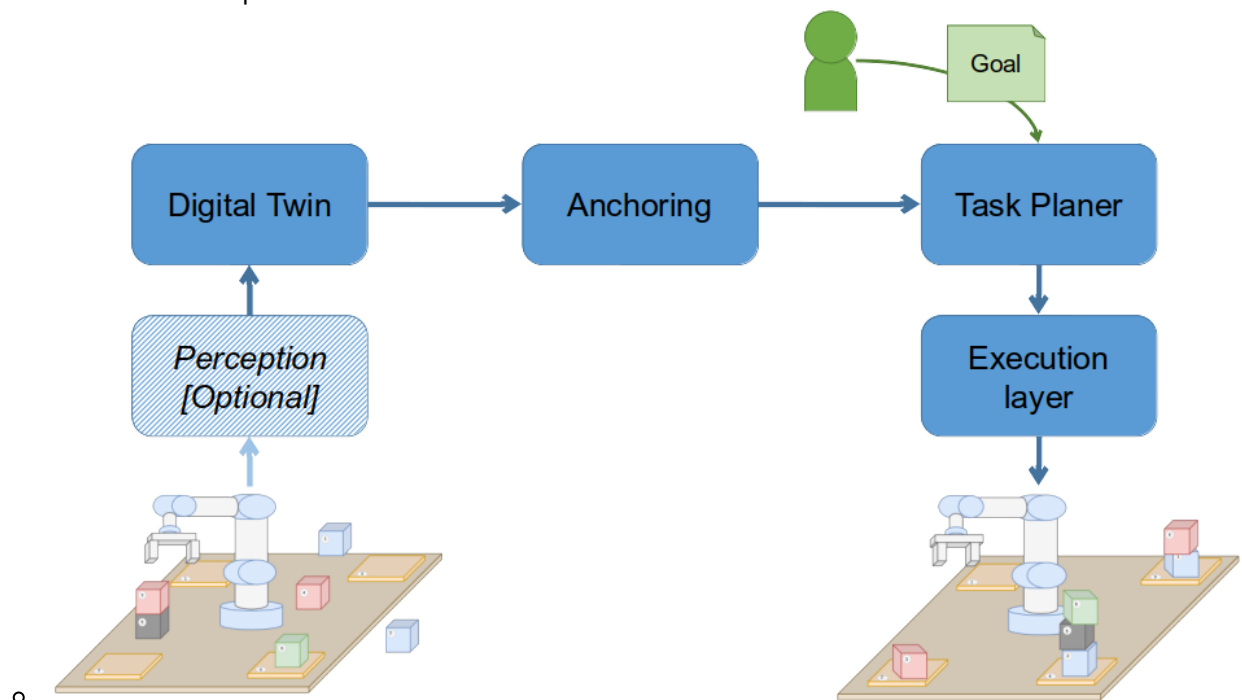 Goal
Digital Twin
Anchoring
Task Planer
Perception
[Optional]
Execution
layer